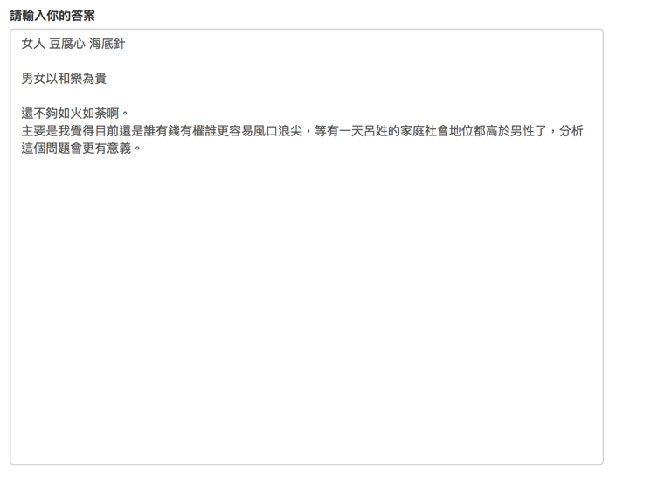 請輸入你的答案
女人 豆腐心 海底針
男女以和樂為貴
還不夠如火如荼啊。
主要是我覺得目前還是誰有錢有權誰更容易風口浪尖，等有一天呂姓的家庭社會地位都高於男性了，分析
這個問題會更有意義。